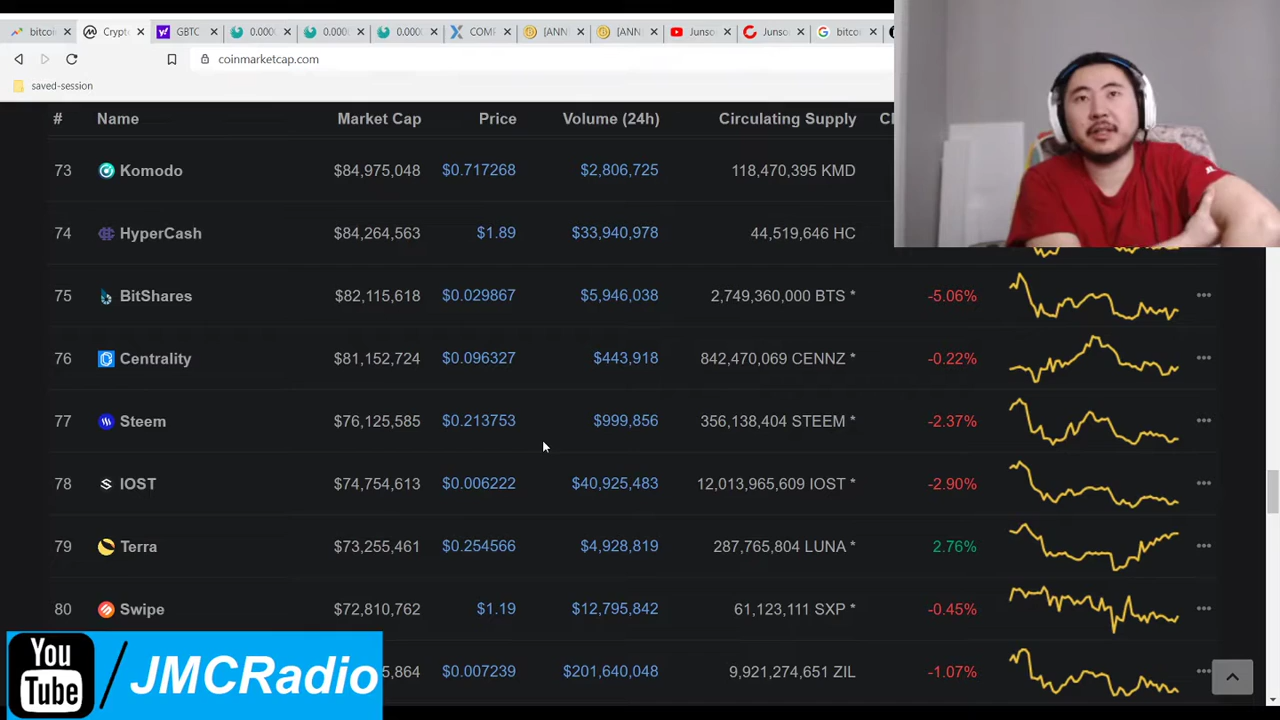 bitcoi
Crypt
GBTC
0.000
0.000
0.000
COMP
[ANN
[ANN
Junso
Junso
bitcoi
coinmarketcap.com
saved-session
# Name Market Cap Price Volume (24h) Circulating Supply
73 Komodo $84,975,048 $0.717268 $2,806,725 118,470,395 KMD
74 HyperCash $84,264,563 $1.89 $33,940,978 44,519,646 HC
75 BitShares $82,115,618 $0.029867 $5,946,038 2,749,360,000 BTS * -5.06%
76 Centrality $81,152,724 $0.096327 $443,918 842,470,069 CENNZ * -0.22%
77 Steem $76,125,585 $0.213753 $999,856 356,138,404 STEEM * -2.37%
78 IOST $74,754,613 $0.006222 $40,925,483 12,013,965,609 IOST * -2.90%
79 Terra $73,255,461 $0.254566 $4,928,819 287,765,804 LUNA * 2.76%
80 Swipe $72,810,762 $1.19 $12,795,842 61,123,111 SXP * -0.45%
5,864 $0.007239 $201,640,048 9,921,274,651 ZIL -1.07%
You
Tube
/JMCRadio